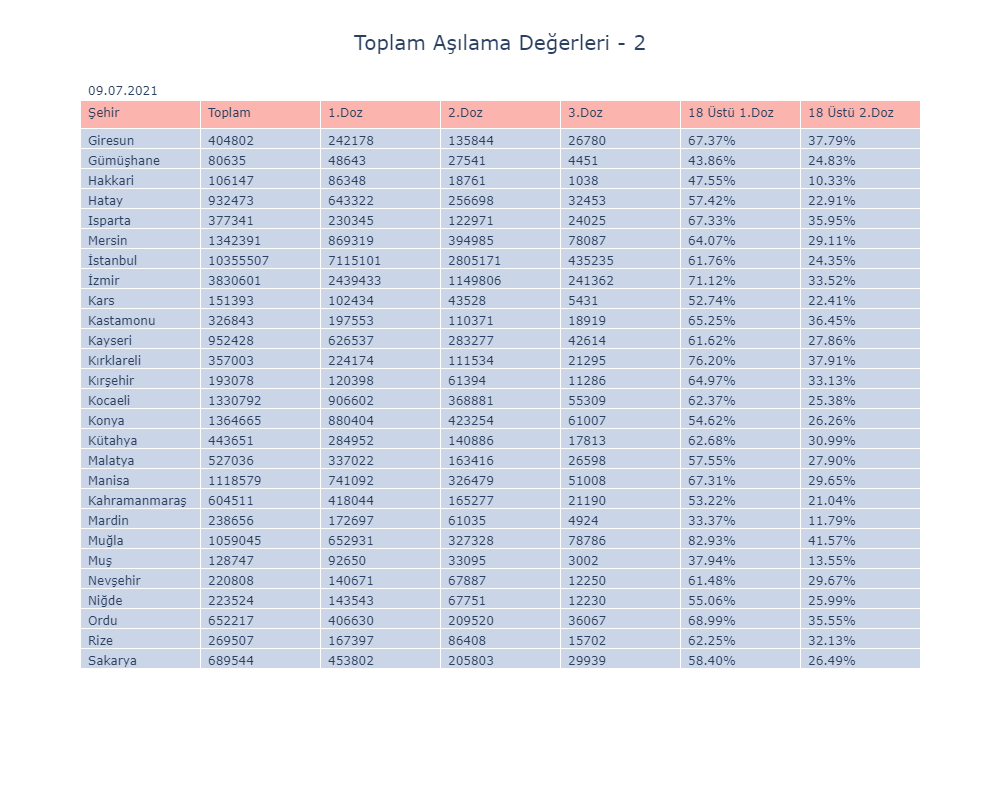 Toplam Aşılama Değerleri - 2
09.07.2021
Şehir Toplam 1.Doz 2.Doz 3.Doz 18 Üstü 1.Doz 18 Üstü 2.Doz
Giresun 404802 242178 135844 26780 67.37% 37.79%
Gümüşhane 80635 48643 27541 4451 43.86% 24.83%
Hakkari 106147 86348 18761 1038 47.55% 10.33%
Hatay 932473 643322 256698 32453 57.42% 22.91%
Isparta 377341 230345 122971 24025 67.33% 35.95%
Mersin 1342391 869319 394985 78087 64.07% 29.11%
İstanbul 10355507 7115101 2805171 435235 61.76% 24.35%
İzmir 3830601 2439433 1149806 241362 71.12% 33.52%
Kars 151393 102434 43528 5431 52.74% 22.41%
Kastamonu 326843 197553 110371 18919 65.25% 36.45%
Kayseri 952428 626537 283277 42614 61.62% 27.86%
Kırklareli 357003 224174 111534 21295 76.20% 37.91%
Kırşehir 193078 120398 61394 11286 64.97% 33.13%
Kocaeli 1330792 906602 368881 55309 62.37% 25.38%
Konya 1364665 880404 423254 61007 54.62% 26.26%
Kütahya 443651 284952 140886 17813 62.68% 30.99%
Malatya 527036 337022 163416 26598 57.55% 27.90%
Manisa 1118579 741092 326479 51008 67.31% 29.65%
Kahramanmaraş 604511 418044 165277 21190 53.22% 21.04%
Mardin 238656 172697 61035 4924 33.37% 11.79%
Muğla 1059045 652931 327328 78786 82.93% 41.57%
Muş 128747 92650 33095 3002 37.94% 13.55%
Nevşehir 220808 140671 67887 12250 61.48% 29.67%
Niğde 223524 143543 67751 12230 55.06% 25.99%
Ordu 652217 406630 209520 36067 68.99% 35.55%
Rize 269507 167397 86408 15702 62.25% 32.13%
Sakarya 689544 453802 205803 29939 58.40% 26.49%